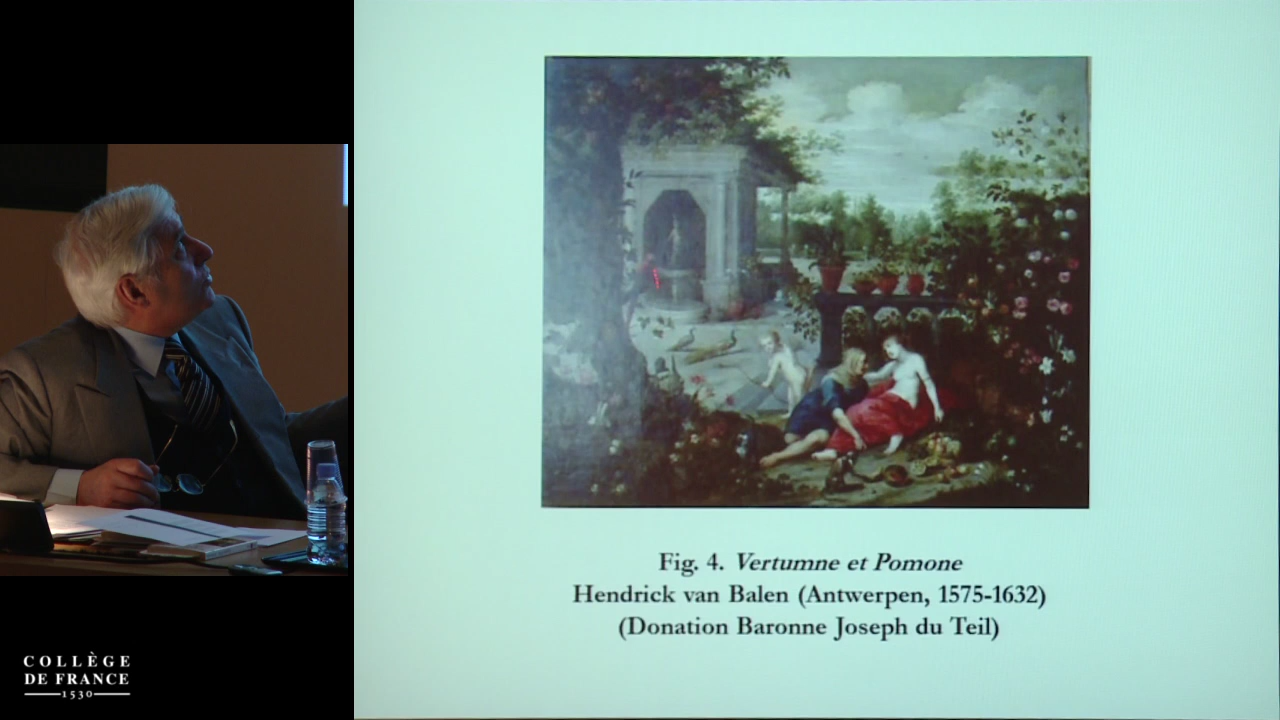 COLLÈGE
DE FRANCE
1530
Fig. 4. Vertumne et Pomone
Hendrick van Balen (Antwerpen, 1575-1632)
(Donation Baronne Joseph du Teil)